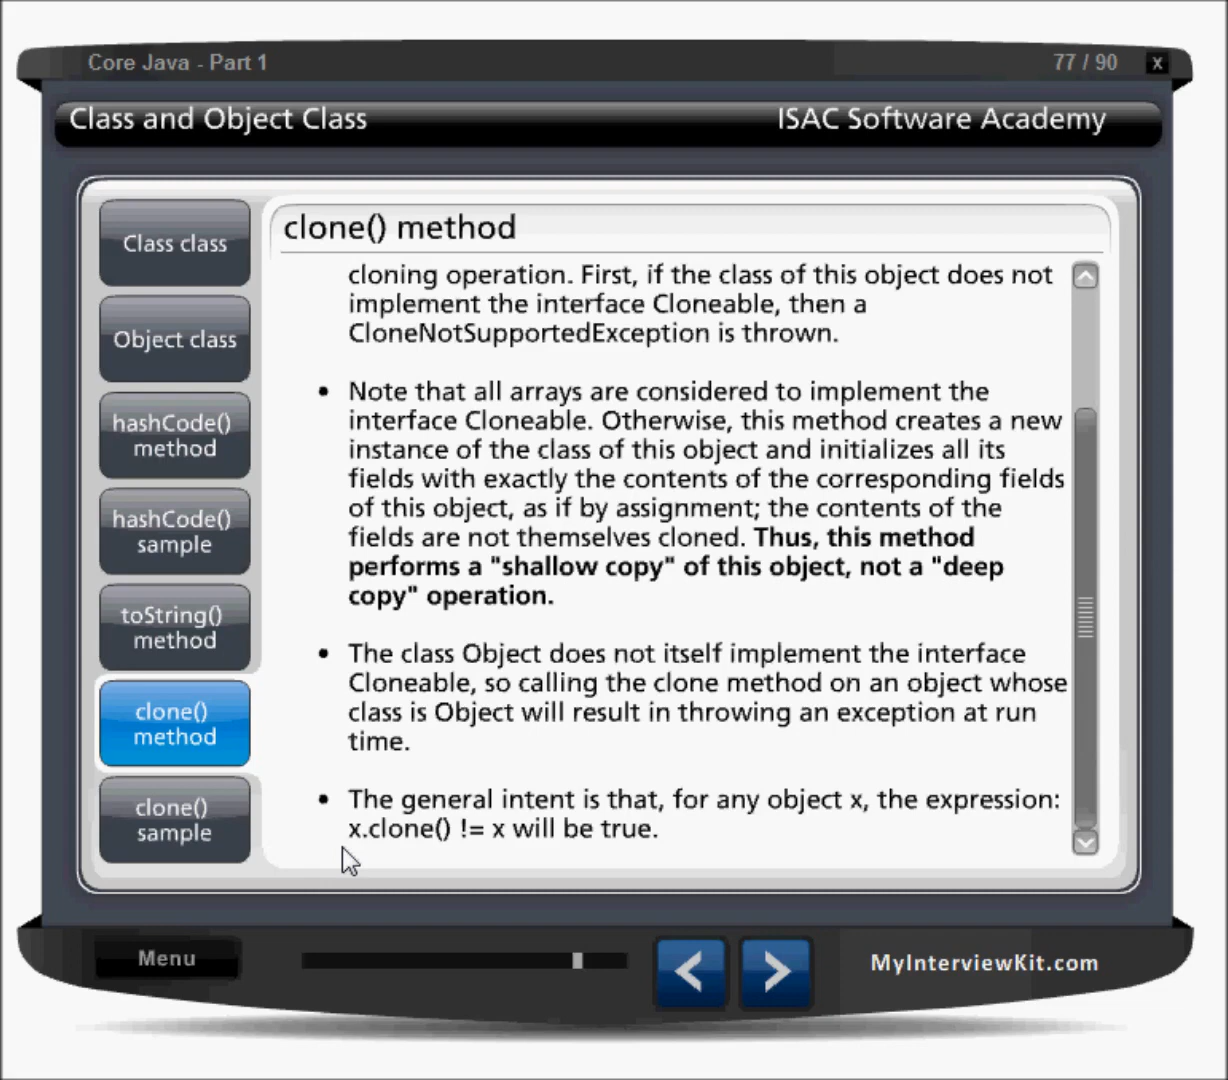 Core Java - Part 1
77 / 90
x
Class and Object Class
ISAC Software Academy
Class class
Object class
hashCode()
method
hashCode()
sample
toString()
method
clone()
method
clone()
sample
clone() method
cloning operation. First, if the class of this object does not
implement the interface Cloneable, then a
CloneNotSupportedException is thrown.
• Note that all arrays are considered to implement the
interface Cloneable. Otherwise, this method creates a new
instance of the class of this object and initializes all its
fields with exactly the contents of the corresponding fields
of this object, as if by assignment; the contents of the
fields are not themselves cloned. Thus, this method
performs a "shallow copy" of this object, not a "deep
copy" operation.
• The class Object does not itself implement the interface
Cloneable, so calling the clone method on an object whose
class is Object will result in throwing an exception at run
time.
• The general intent is that, for any object x, the expression:
x.clone() != x will be true.
Menu
MyInterviewKit.com